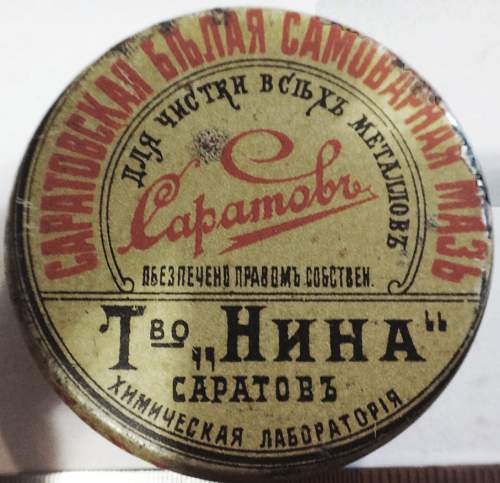 САРАТОВСКАЯ БѢЛАЯ САМОВАРНАЯ МАЗЬ
ДЛЯ ЧИСТКИ ВСѢХЪ МЕТАЛЛОВЪ
Саратовъ
ОБЕЗПЕЧЕНО ПРАВОМЪ СОБСТВЕН.
Тво „НИНА“
САРАТОВЪ
ХИМИЧЕСКАЯ ЛАБОРАТОРІЯ